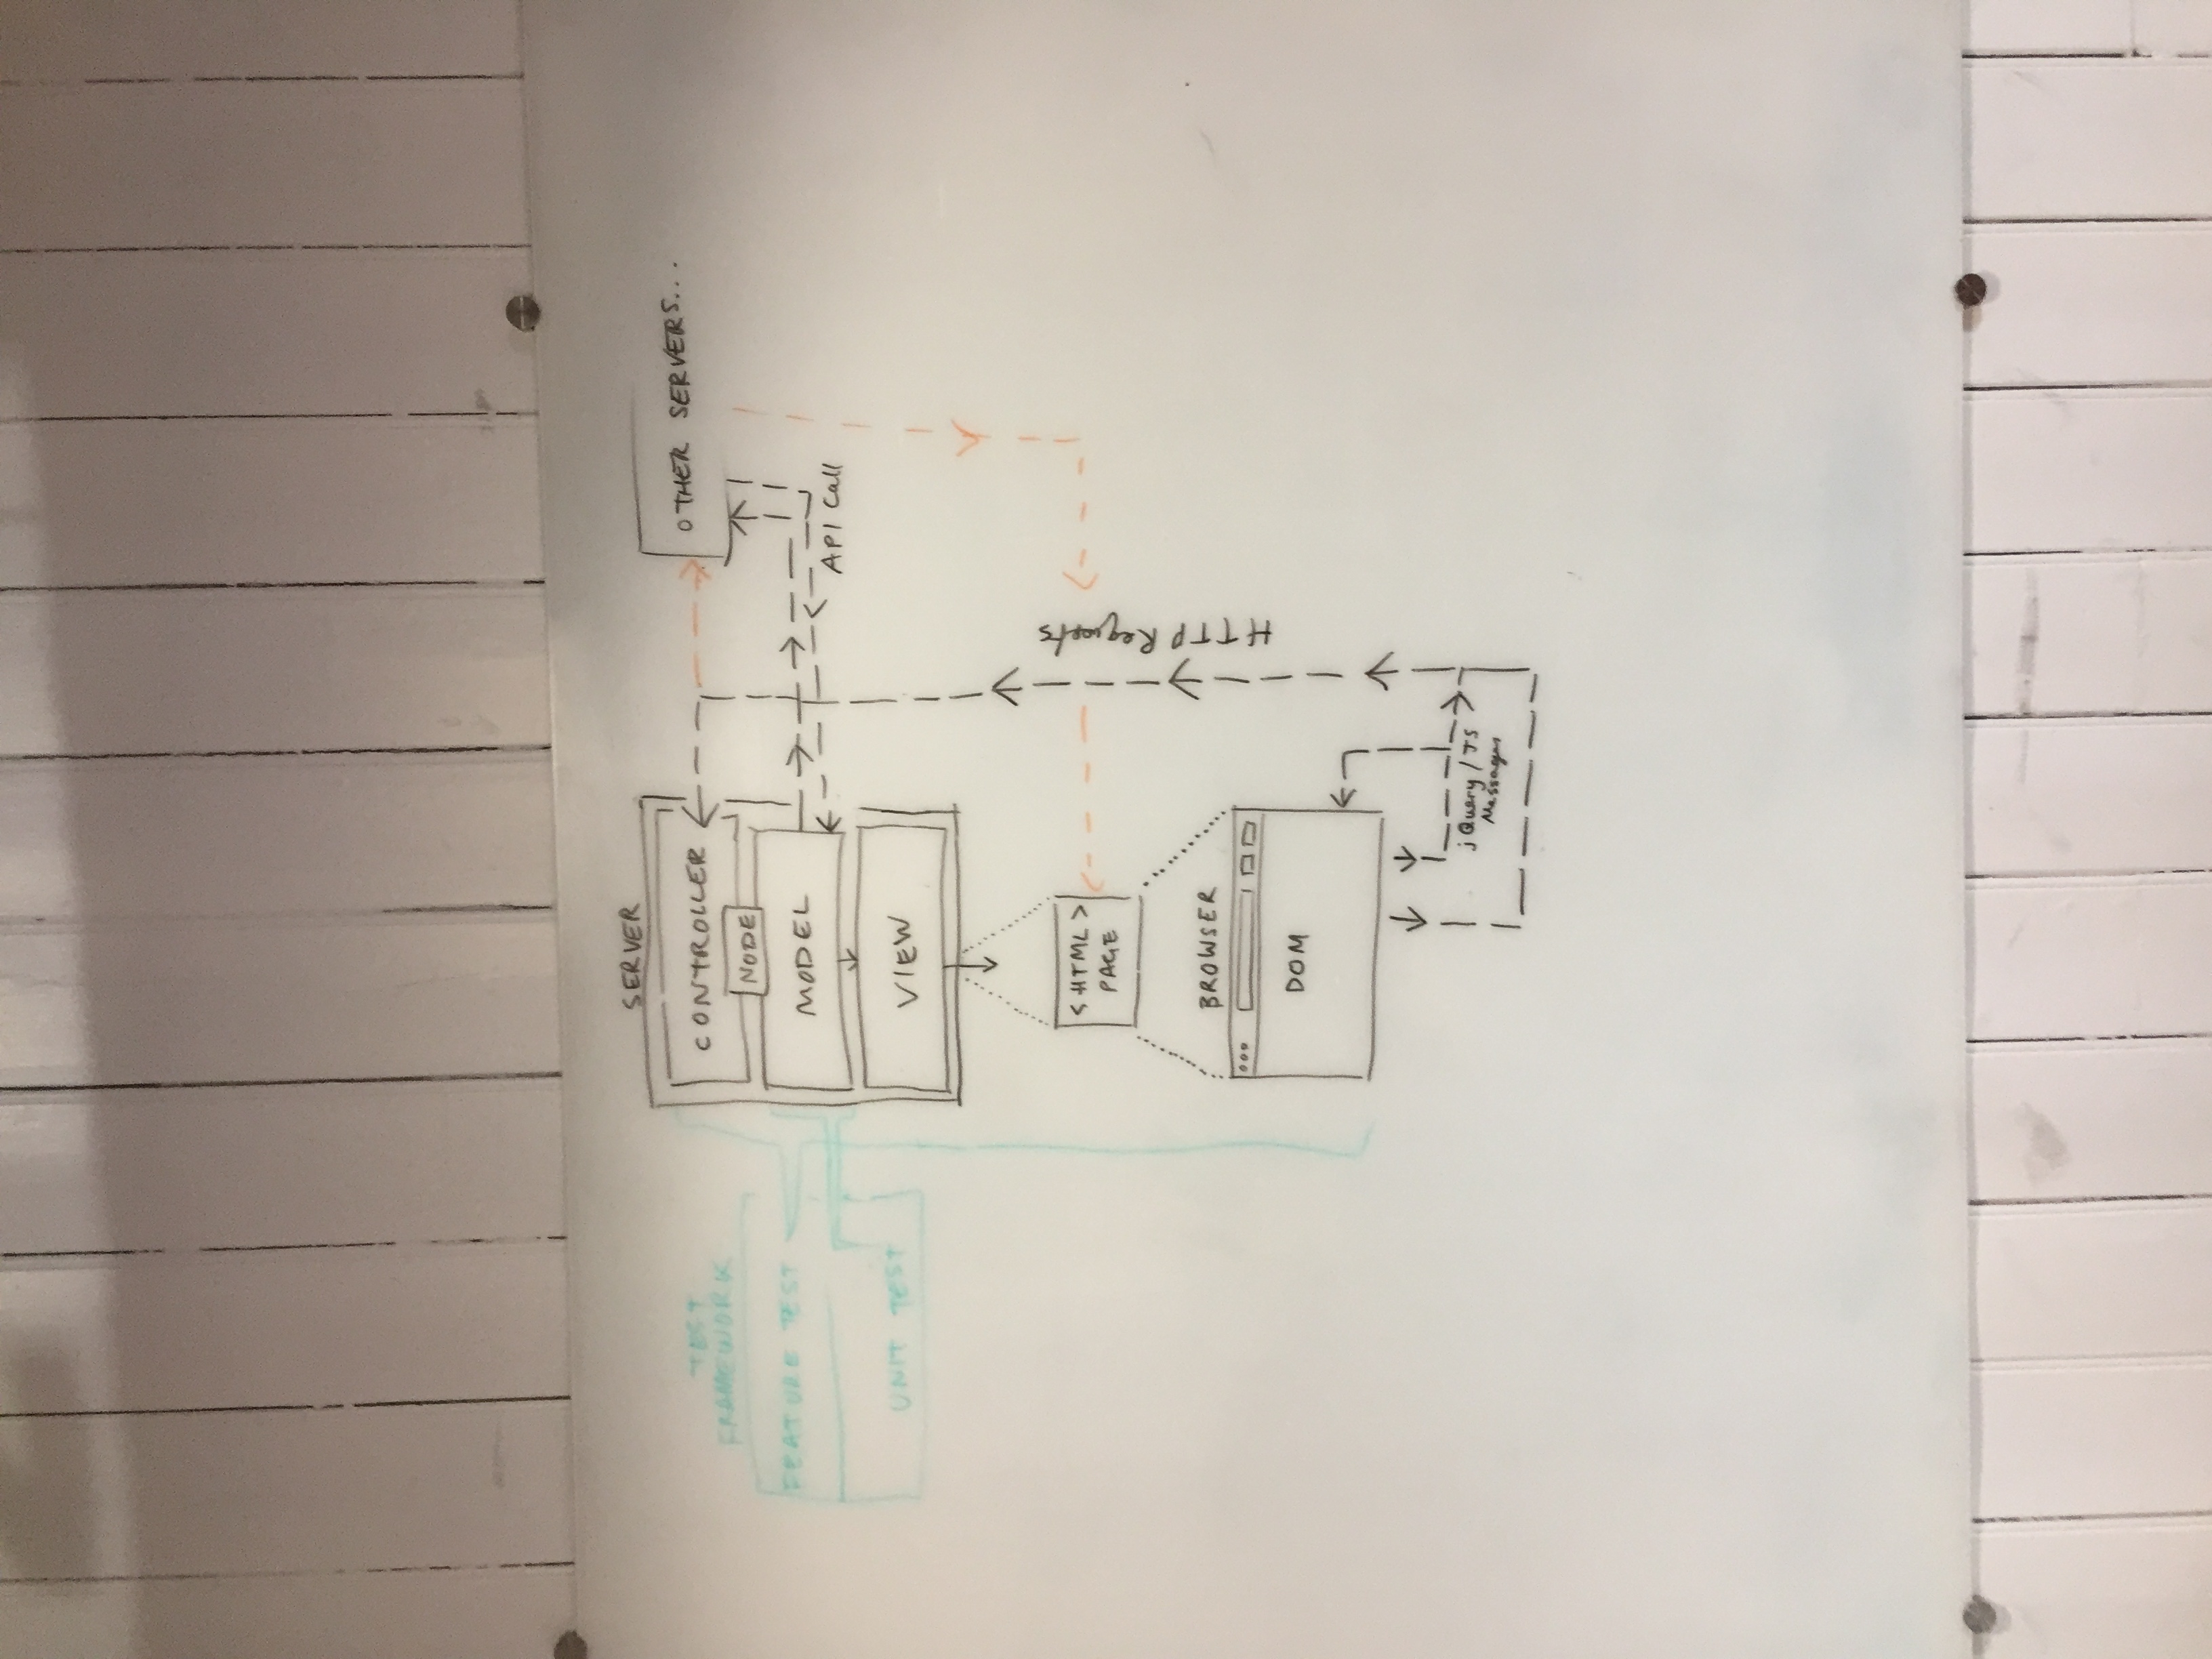 SERVER
CONTROLLER
NODE
MODEL
VIEW
OTHER SERVERS...
API Call
TEST
FRAMEWORK
FEATURE TEST
UNIT TEST
<HTML>
PAGE
HTTP Requests
BROWSER
DOM
jQuery / JS
Messages